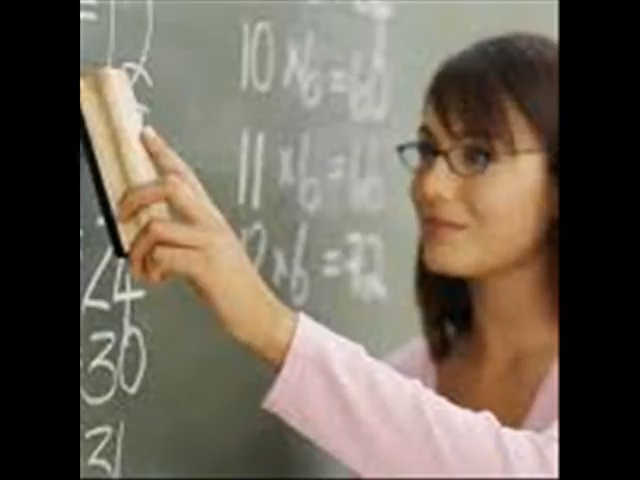 10 x 6 = 60
11 x 6 = 66
12 x 6 = 72
24
30